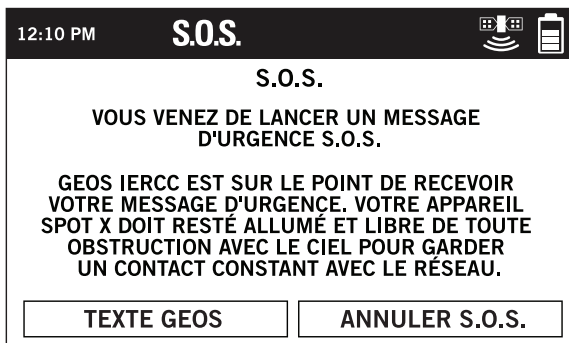 12:10 PM S.O.S.
S.O.S.
VOUS VENEZ DE LANCER UN MESSAGE
D'URGENCE S.O.S.
GEOS IERCC EST SUR LE POINT DE RECEVOIR
VOTRE MESSAGE D'URGENCE. VOTRE APPAREIL
SPOT X DOIT RESTÉ ALLUMÉ ET LIBRE DE TOUTE
OBSTRUCTION AVEC LE CIEL POUR GARDER
UN CONTACT CONSTANT AVEC LE RÉSEAU.
TEXTE GEOS ANNULER S.O.S.